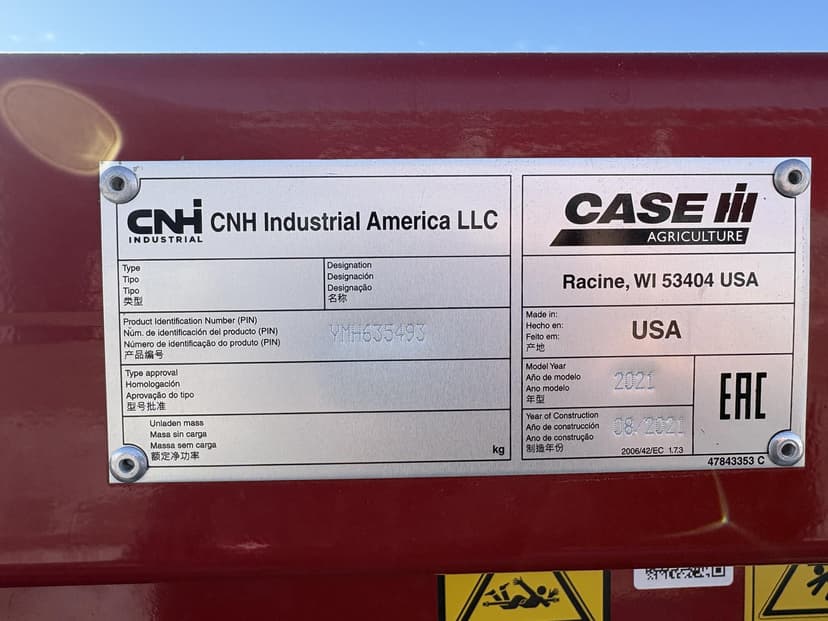 CNH
INDUSTRIAL
CNH Industrial America LLC
Type
Tipo
Tipo
类型
Designation
Designación
Designação
名称
Product Identification Number (PIN)
Núm. de identificación del producto (PIN)
Número de identificação do produto (PIN)
产品编号
YMH635493
Type approval
Homologación
Aprovação do tipo
型号批准
Unladen mass
Masa sin carga
Massa sem carga
额定净功率
kg
CASE IH
AGRICULTURE
Racine, WI 53404 USA
Made in:
Hecho en:
Feito em:
产地
USA
Model Year
Año de modelo
Ano modelo
年型
2021
Year of Construction
Año de construcción
Ano de construção
制造年份
08/2021
2006/42/EC 1.7.3
EAC
47843353 C